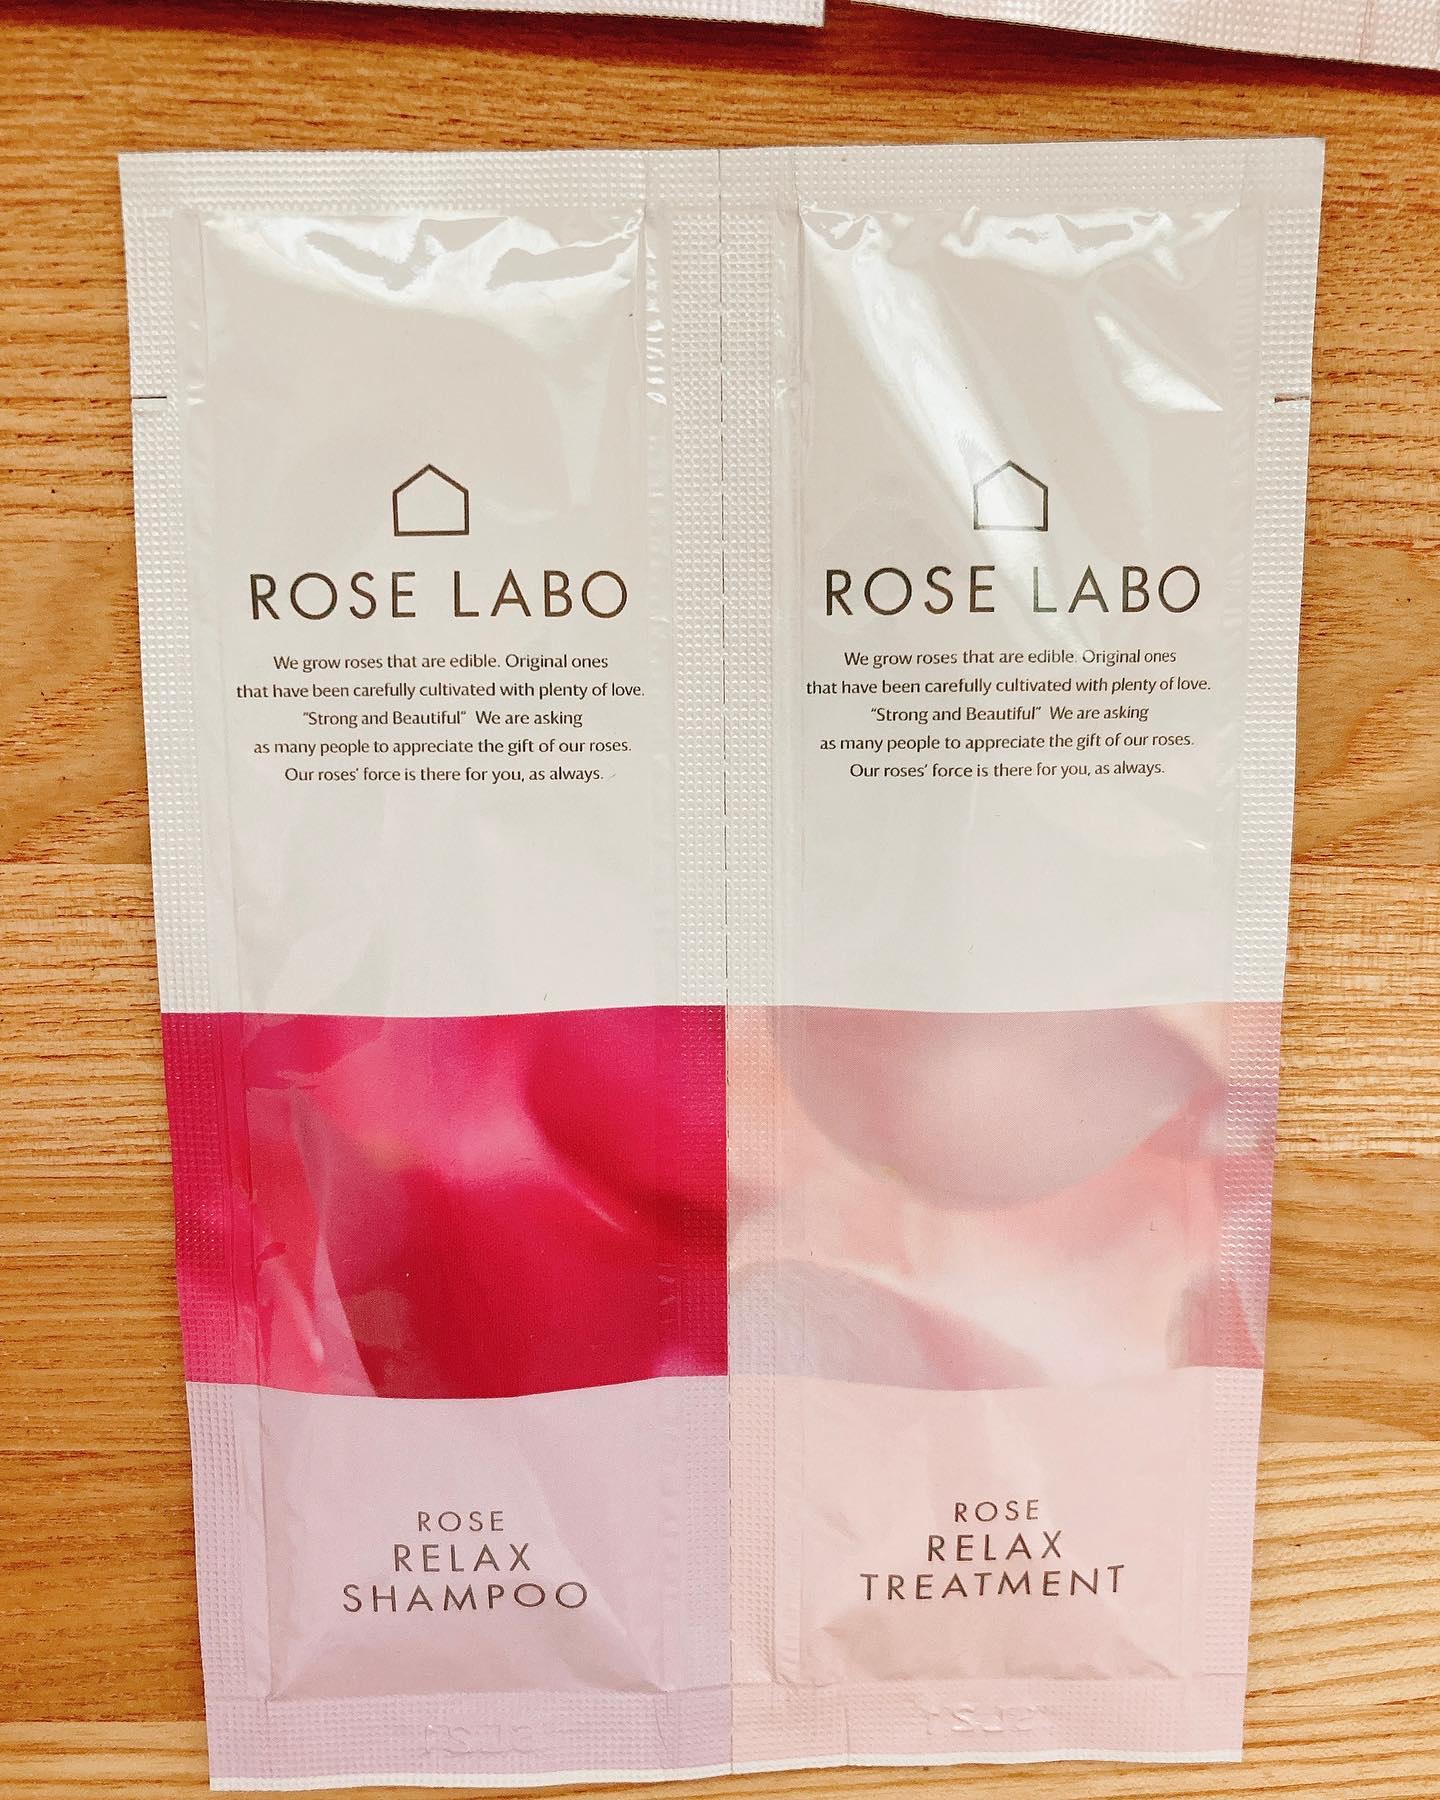 ROSE LABO
We grow roses that are edible. Original ones
that have been carefully cultivated with plenty of love.
"Strong and Beautiful" We are asking
as many people to appreciate the gift of our roses.
Our roses' force is there for you, as always.
ROSE
RELAX
SHAMPOO
ROSE LABO
We grow roses that are edible. Original ones
that have been carefully cultivated with plenty of love.
"Strong and Beautiful" We are asking
as many people to appreciate the gift of our roses.
Our roses' force is there for you, as always.
ROSE
RELAX
TREATMENT